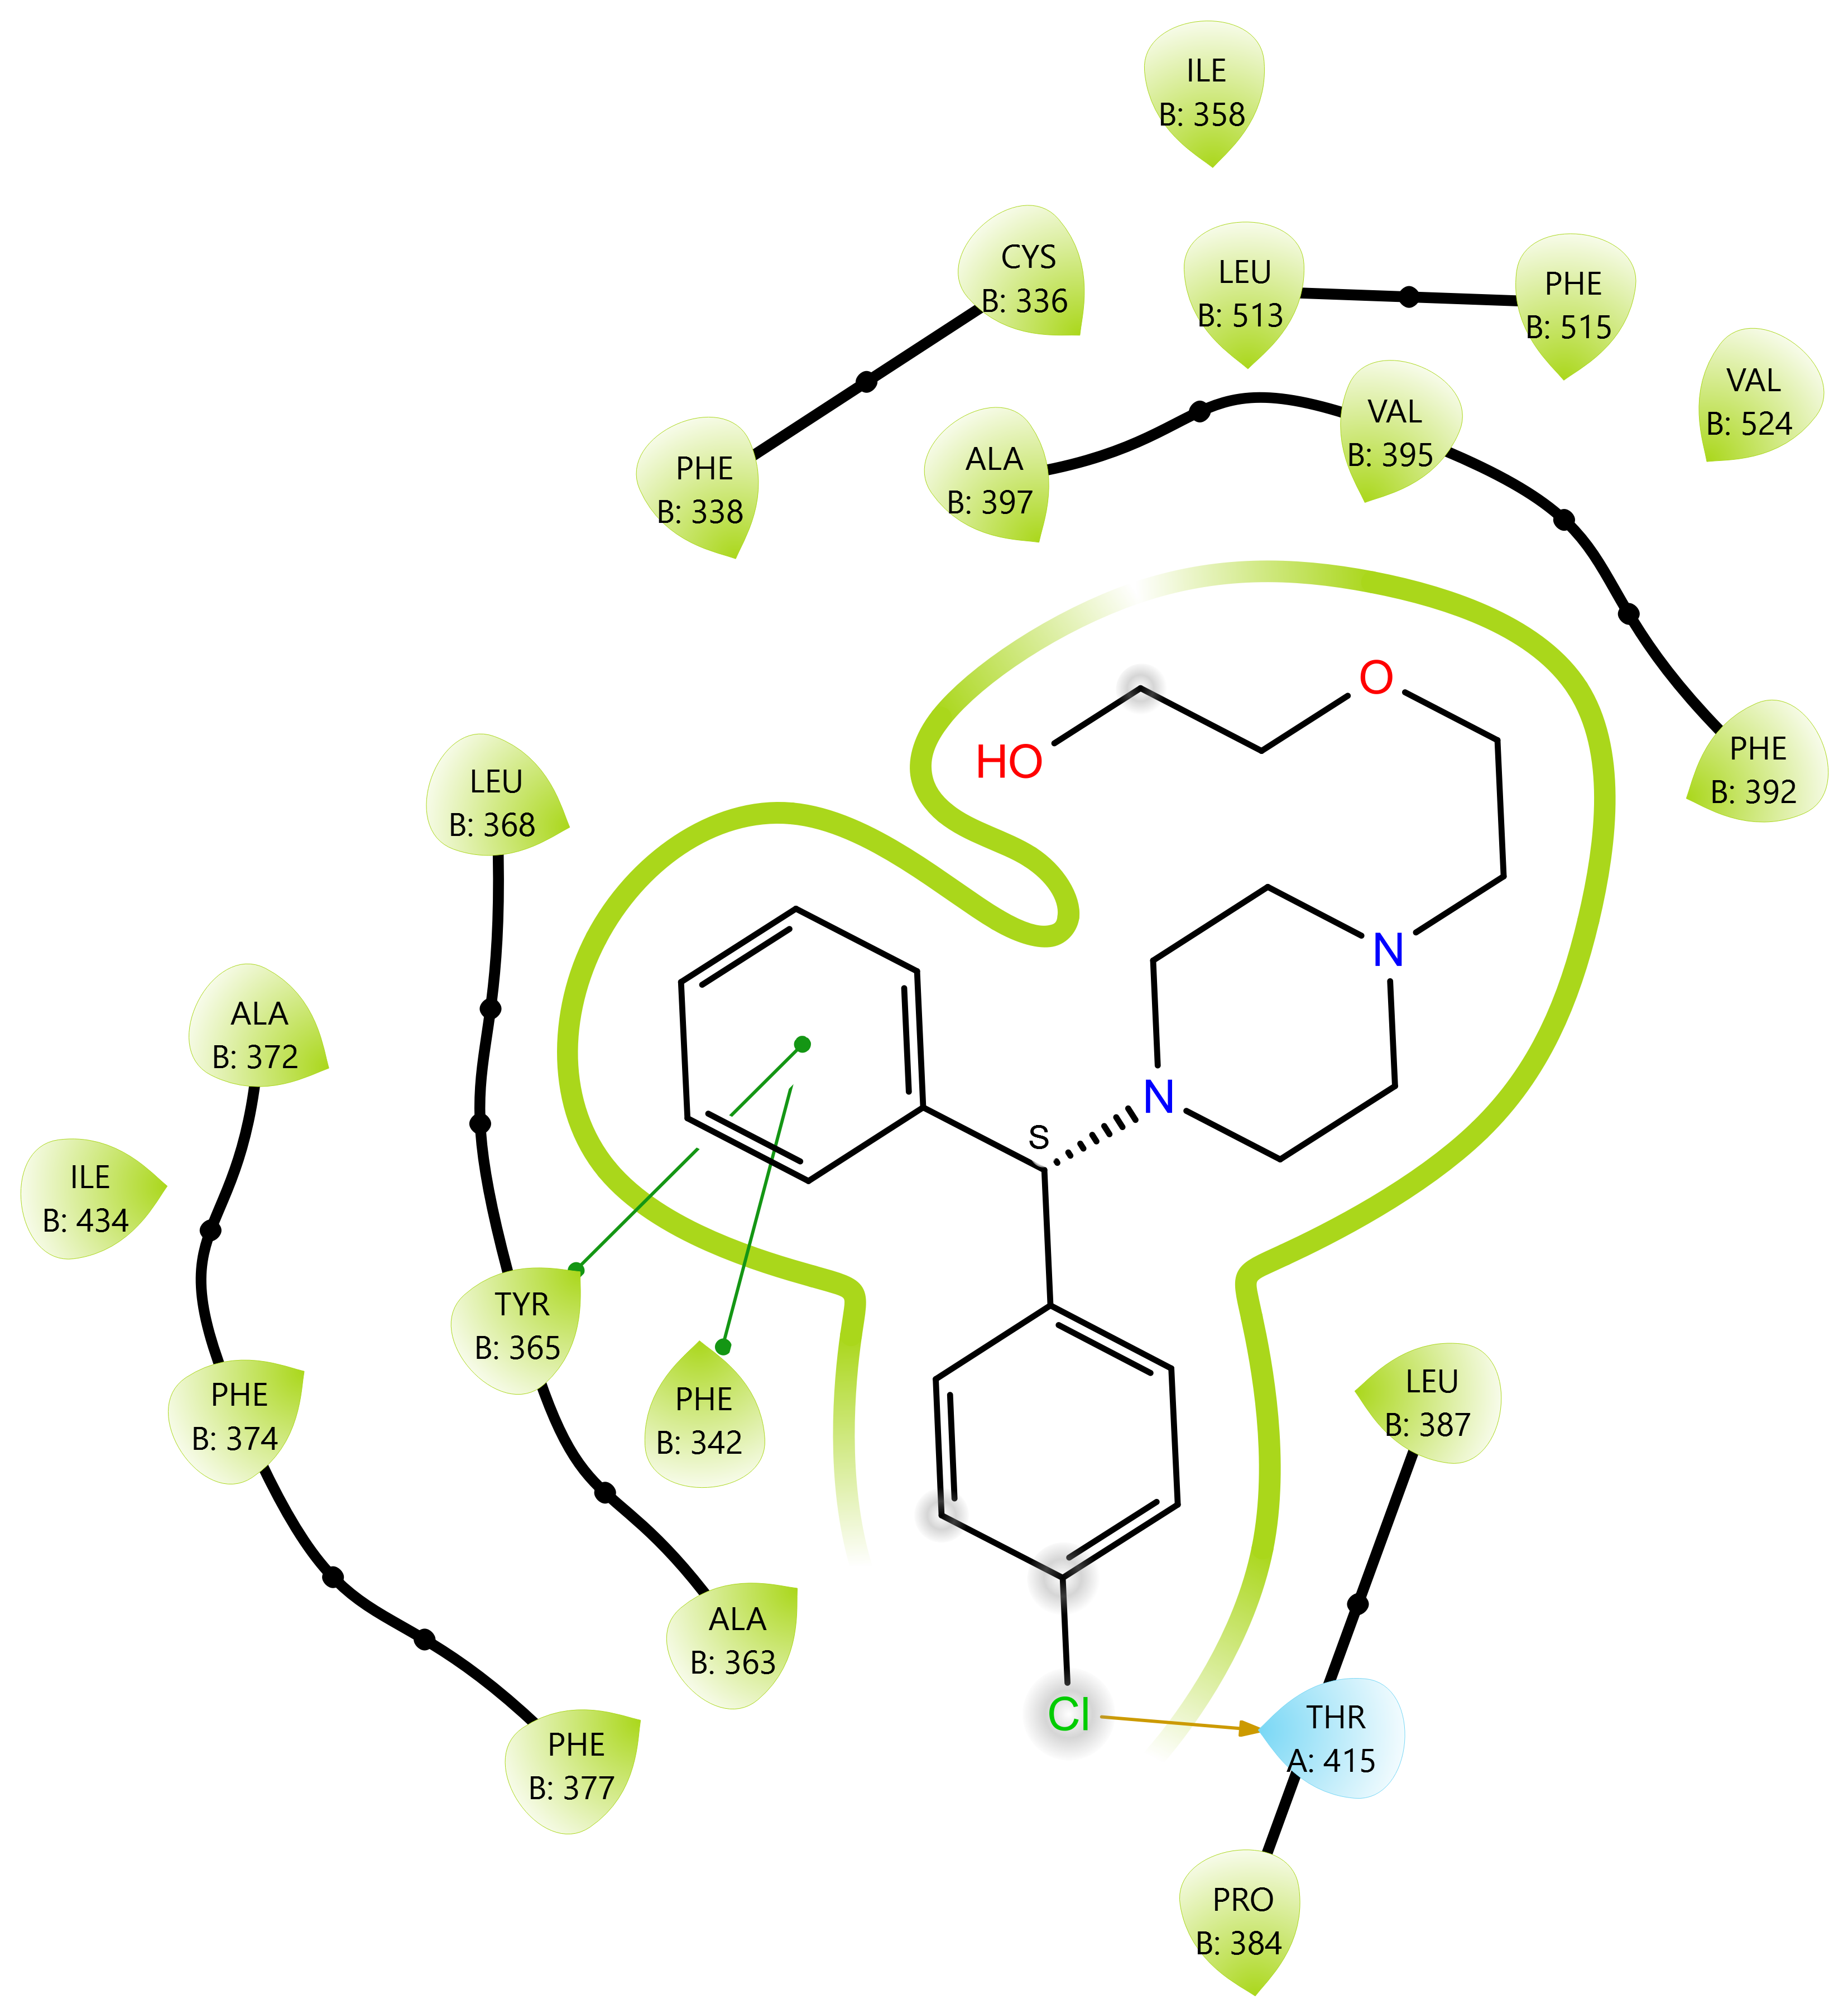 ILE
B: 358
CYS
B: 336
LEU
B: 513
PHE
B: 515
VAL
B: 524
VAL
B: 395
PHE
B: 338
ALA
B: 397
O
HO
PHE
B: 392
LEU
B: 368
N
ALA
B: 372
N
S
ILE
B: 434
TYR
B: 365
PHE
B: 374
PHE
B: 342
LEU
B: 387
ALA
B: 363
Cl
THR
A: 415
PHE
B: 377
PRO
B: 384